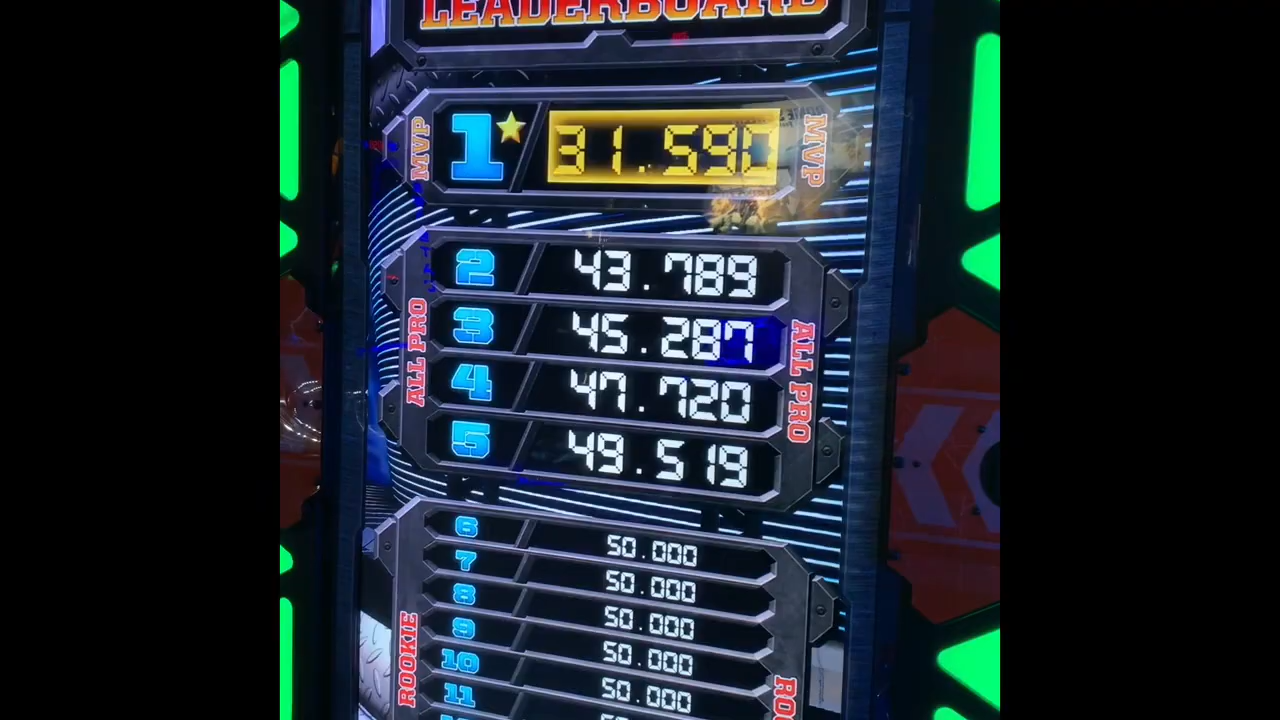 LEADERBOARD
MVP 1 31.590 MVP
2 43.789
3 45.287
4 47.720
5 49.519
ALL PRO ALL PRO
6 50.000
7 50.000
8 50.000
9 50.000
10 50.000
11 50.000
ROOKIE